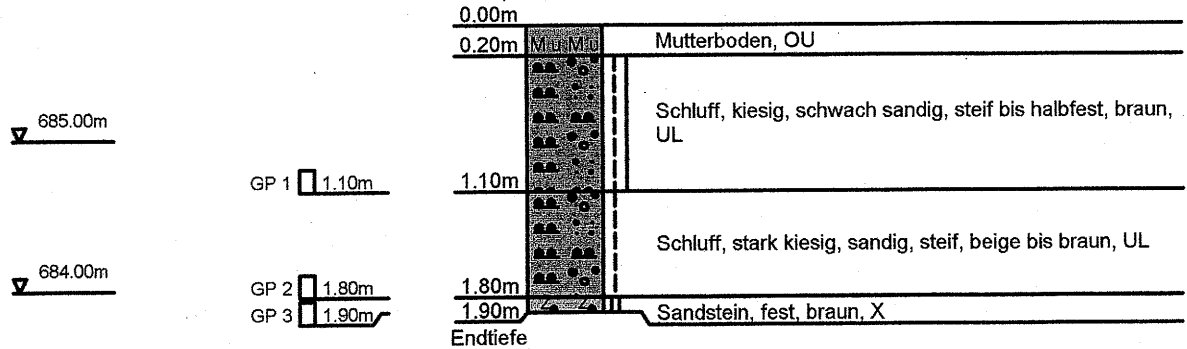 0.00m
0.20m Mu Mu Mutterboden, OU
Schluff, kiesig, schwach sandig, steif bis halbfest, braun,
UL
685.00m
GP 1 1.10m 1.10m
Schluff, stark kiesig, sandig, steif, beige bis braun, UL
684.00m
GP 2 1.80m 1.80m
GP 3 1.90m 1.90m Sandstein, fest, braun, X
Endtiefe